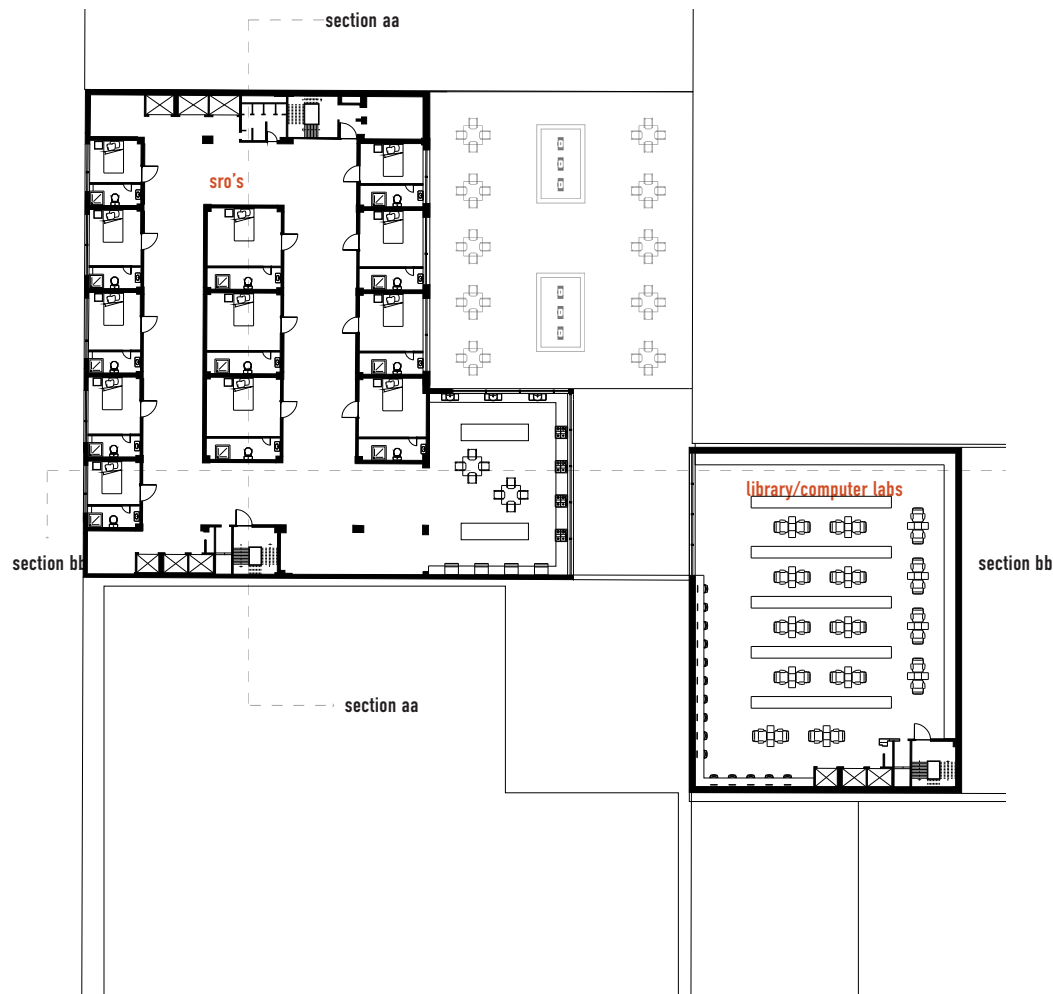 section aa
sro's
library/computer labs
section bb
section bb
section aa